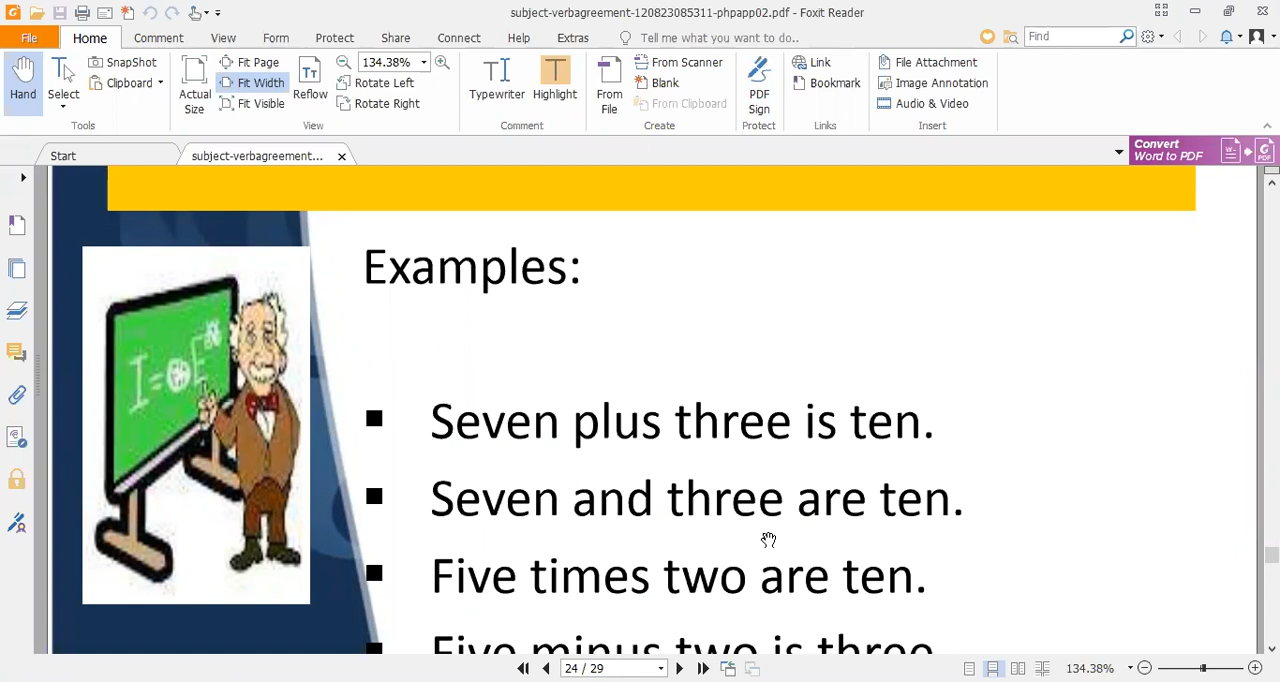 subject-verbagreement-120823085311-phpapp02.pdf - Foxit Reader
File Home Comment View Form Protect Share Connect Help Extras Tell me what you want to do.. Find
Hand
Select
SnapShot
Clipboard
Tools
Actual Size
Fit Page
Fit Width
Fit Visible
Reflow
134.38%
Rotate Left
Rotate Right
View
Typewriter
Highlight
Comment
From File
From Scanner
Blank
From Clipboard
Create
PDF Sign
Protect
Link
Bookmark
Links
File Attachment
Image Annotation
Audio & Video
Insert
Start
subject-verbagreement...
Convert
Word to PDF
Examples:
Seven plus three is ten.
Seven and three are ten.
Five times two are ten.
Five minus two is three
24 / 29
134.38%